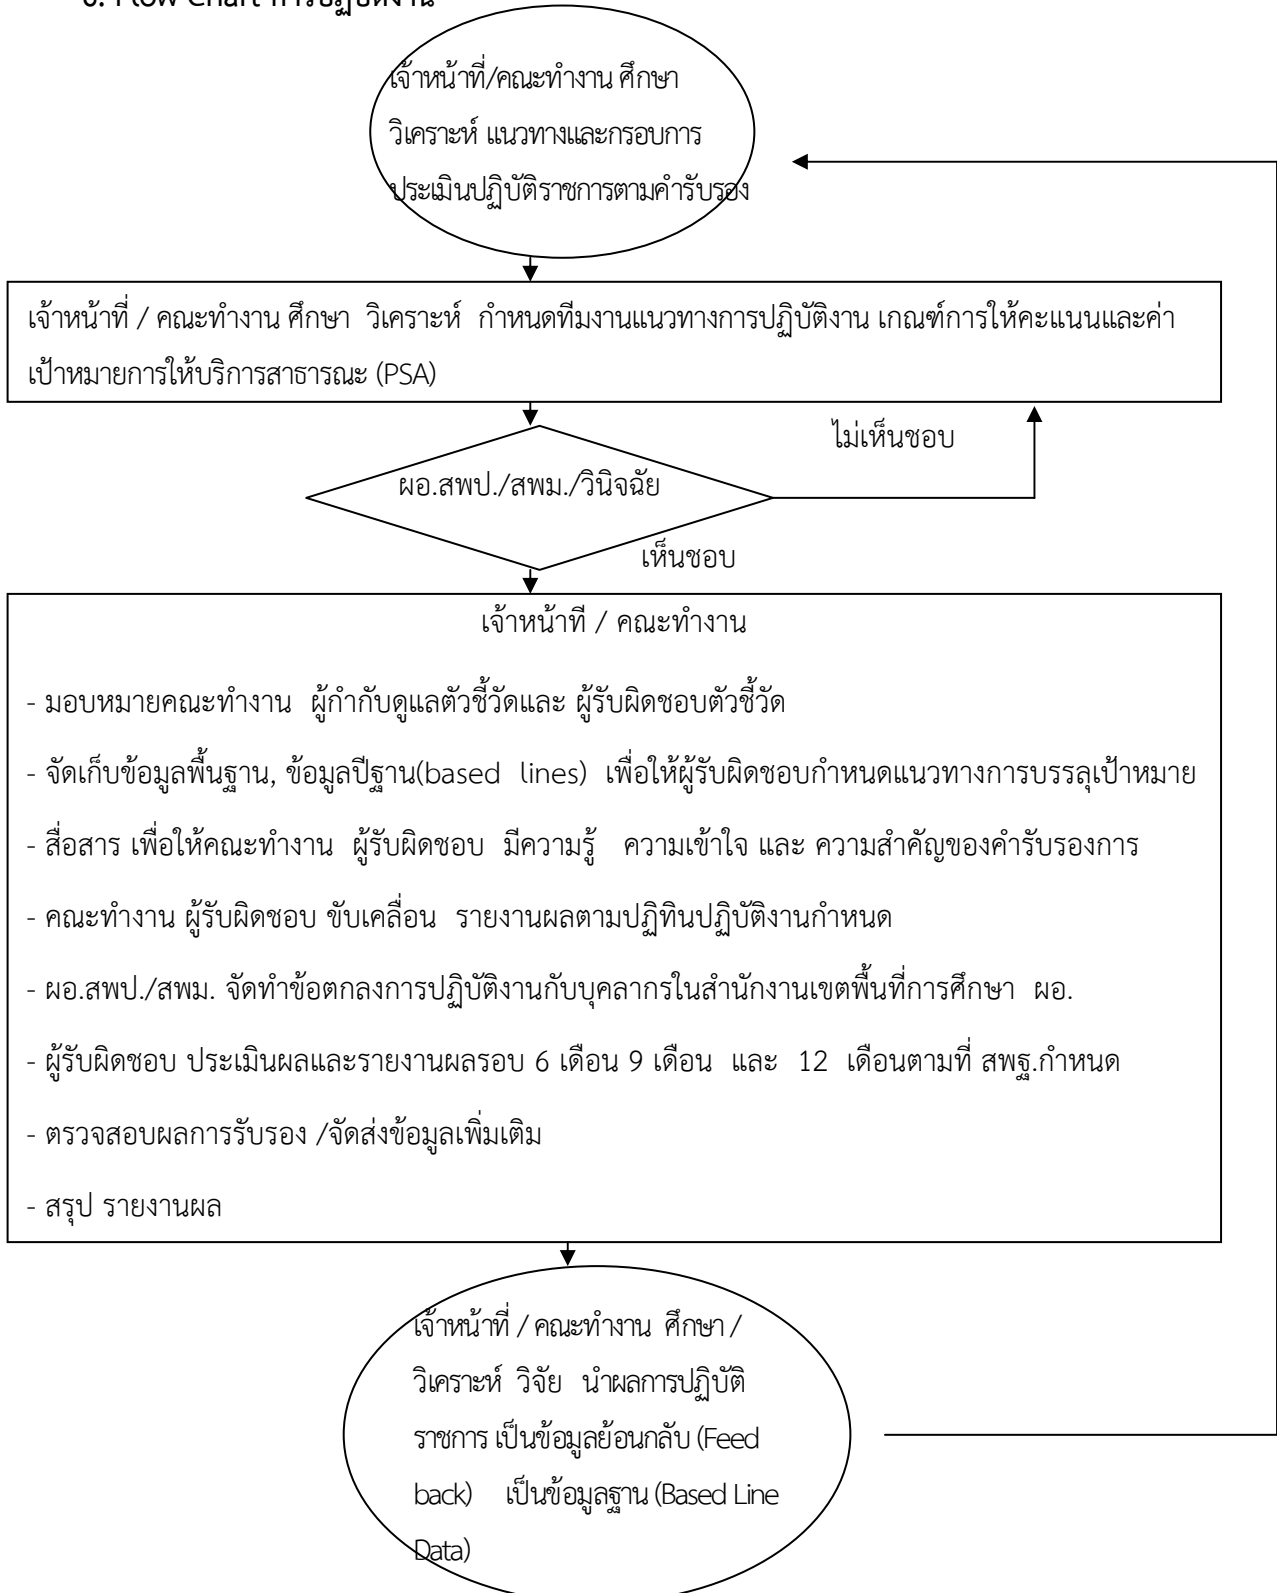 Flow Chart การปฏิบัติงาน
เจ้าหน้าที่/คณะทำงาน ศึกษา
วิเคราะห์ แนวทางและกรอบการ
ประเมินปฏิบัติราชการตามคำรับรอง
เจ้าหน้าที่ / คณะทำงาน ศึกษา วิเคราะห์ กำหนดทีมงานแนวทางการปฏิบัติงาน เกณฑ์การให้คะแนนและค่า
เป้าหมายการให้บริการสาธารณะ (PSA)
ไม่เห็นชอบ
ผอ.สพป./สพม./วินิจฉัย
เห็นชอบ
เจ้าหน้าที / คณะทำงาน
- มอบหมายคณะทำงาน ผู้กำกับดูแลตัวชี้วัดและ ผู้รับผิดชอบตัวชี้วัด
- จัดเก็บข้อมูลพื้นฐาน, ข้อมูลปีฐาน(based lines) เพื่อให้ผู้รับผิดชอบกำหนดแนวทางการบรรลุเป้าหมาย
- สื่อสาร เพื่อให้คณะทำงาน ผู้รับผิดชอบ มีความรู้ ความเข้าใจ และ ความสำคัญของคำรับรองการ
- คณะทำงาน ผู้รับผิดชอบ ขับเคลื่อน รายงานผลตามปฏิทินปฏิบัติงานกำหนด
- ผอ.สพป./สพม. จัดทำข้อตกลงการปฏิบัติงานกับบุคลากรในสำนักงานเขตพื้นที่การศึกษา ผอ.
- ผู้รับผิดชอบ ประเมินผลและรายงานผลรอบ 6 เดือน 9 เดือน และ 12 เดือนตามที่ สพฐ.กำหนด
- ตรวจสอบผลการรับรอง /จัดส่งข้อมูลเพิ่มเติม
- สรุป รายงานผล
เจ้าหน้าที่ / คณะทำงาน ศึกษา /
วิเคราะห์ วิจัย นำผลการปฏิบัติ
ราชการ เป็นข้อมูลย้อนกลับ (Feed
back) เป็นข้อมูลฐาน (Based Line
Data)